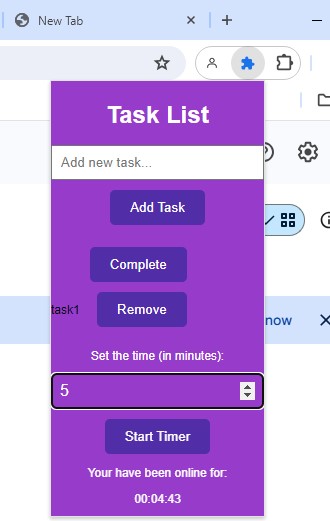 New Tab
Task List
Add new task...
Add Task
Complete
task1
Remove
now
Set the time (in minutes):
5
Start Timer
Your have been online for:
00:04:43